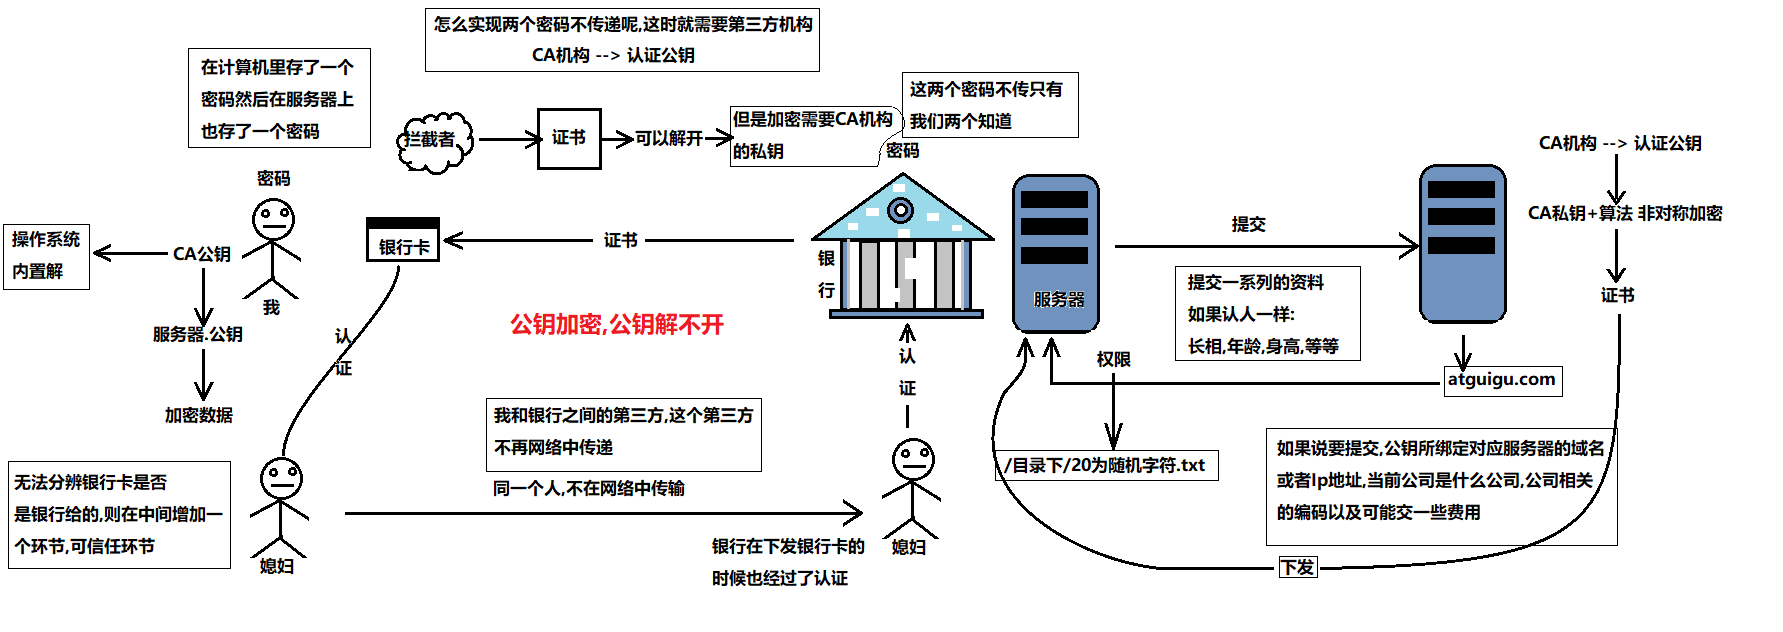 怎么实现两个密码不传递呢,这时就需要第三方机构
CA机构 --> 认证公钥
在计算机里存了一个
密码然后在服务器上
也存了一个密码
这两个密码不传只有
我们两个知道
拦截者
证书
可以解开
但是加密需要CA机构
的私钥
密码
密码
CA机构 --> 认证公钥
CA私钥+算法 非对称加密
证书
操作系统
内置解
CA公钥
我
服务器.公钥
加密数据
银行卡
证书
银
行
服务器
提交
提交一系列的资料
如果认人一样:
长相,年龄,身高,等等
公钥加密,公钥解不开
认
证
认
证
权限
atguigu.com
我和银行之间的第三方,这个第三方
不再网络中传递
同一个人,不在网络中传输
/目录下/20为随机字符.txt
如果说要提交,公钥所绑定对应服务器的域名
或者Ip地址,当前公司是什么公司,公司相关
的编码以及可能交一些费用
无法分辨银行卡是否
是银行给的,则在中间增加一
个环节,可信任环节
媳妇
银行在下发银行卡的
时候也经过了认证
媳妇
下发